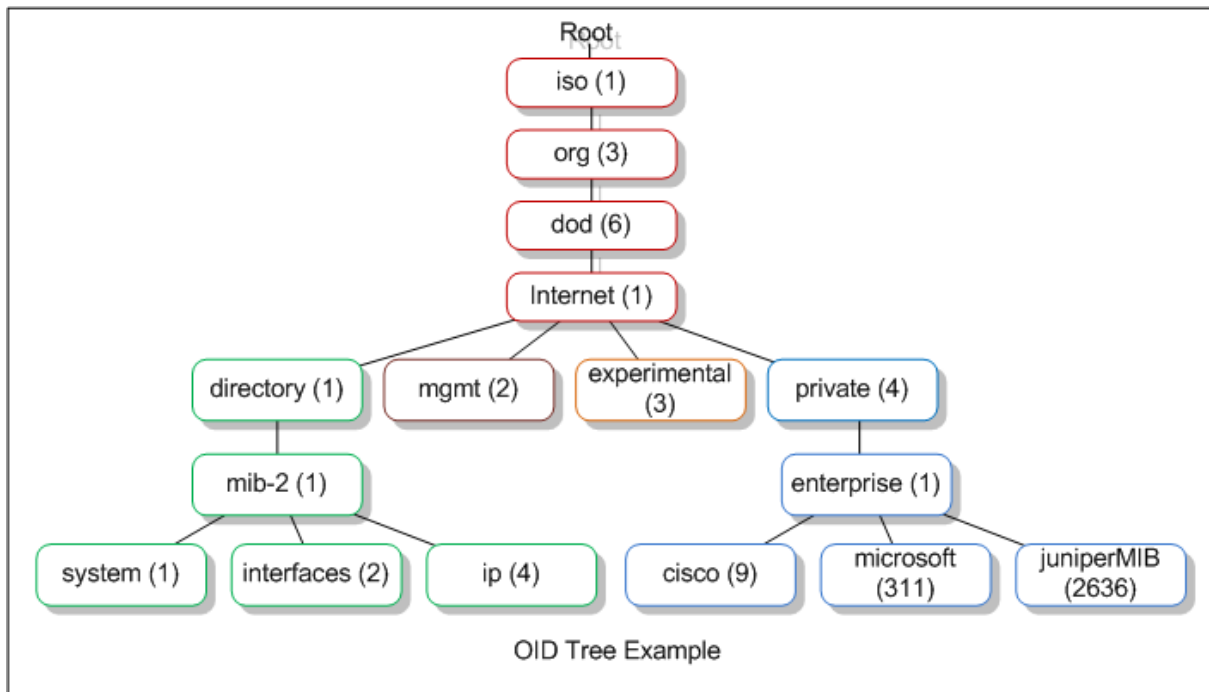 Root
iso (1)
org (3)
dod (6)
Internet (1)
directory (1)
mgmt (2)
experimental
(3)
private (4)
mib-2 (1)
enterprise (1)
system (1)
interfaces (2)
ip (4)
cisco (9)
microsoft
(311)
juniperMIB
(2636)
OID Tree Example